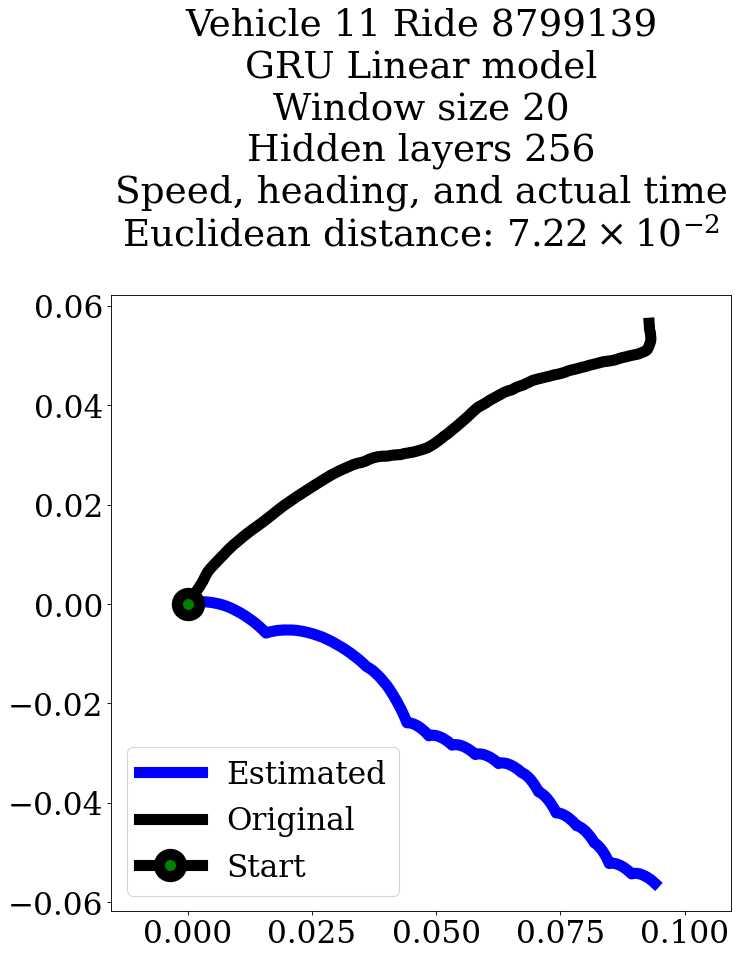 Vehicle 11 Ride 8799139
GRU Linear model
Window size 20
Hidden layers 256
Speed, heading, and actual time
Euclidean distance: 7.22 × 10⁻²
0.06
0.04
0.02
0.00
−0.02
−0.04
−0.06
Estimated
Original
Start
0.000 0.025 0.050 0.075 0.100